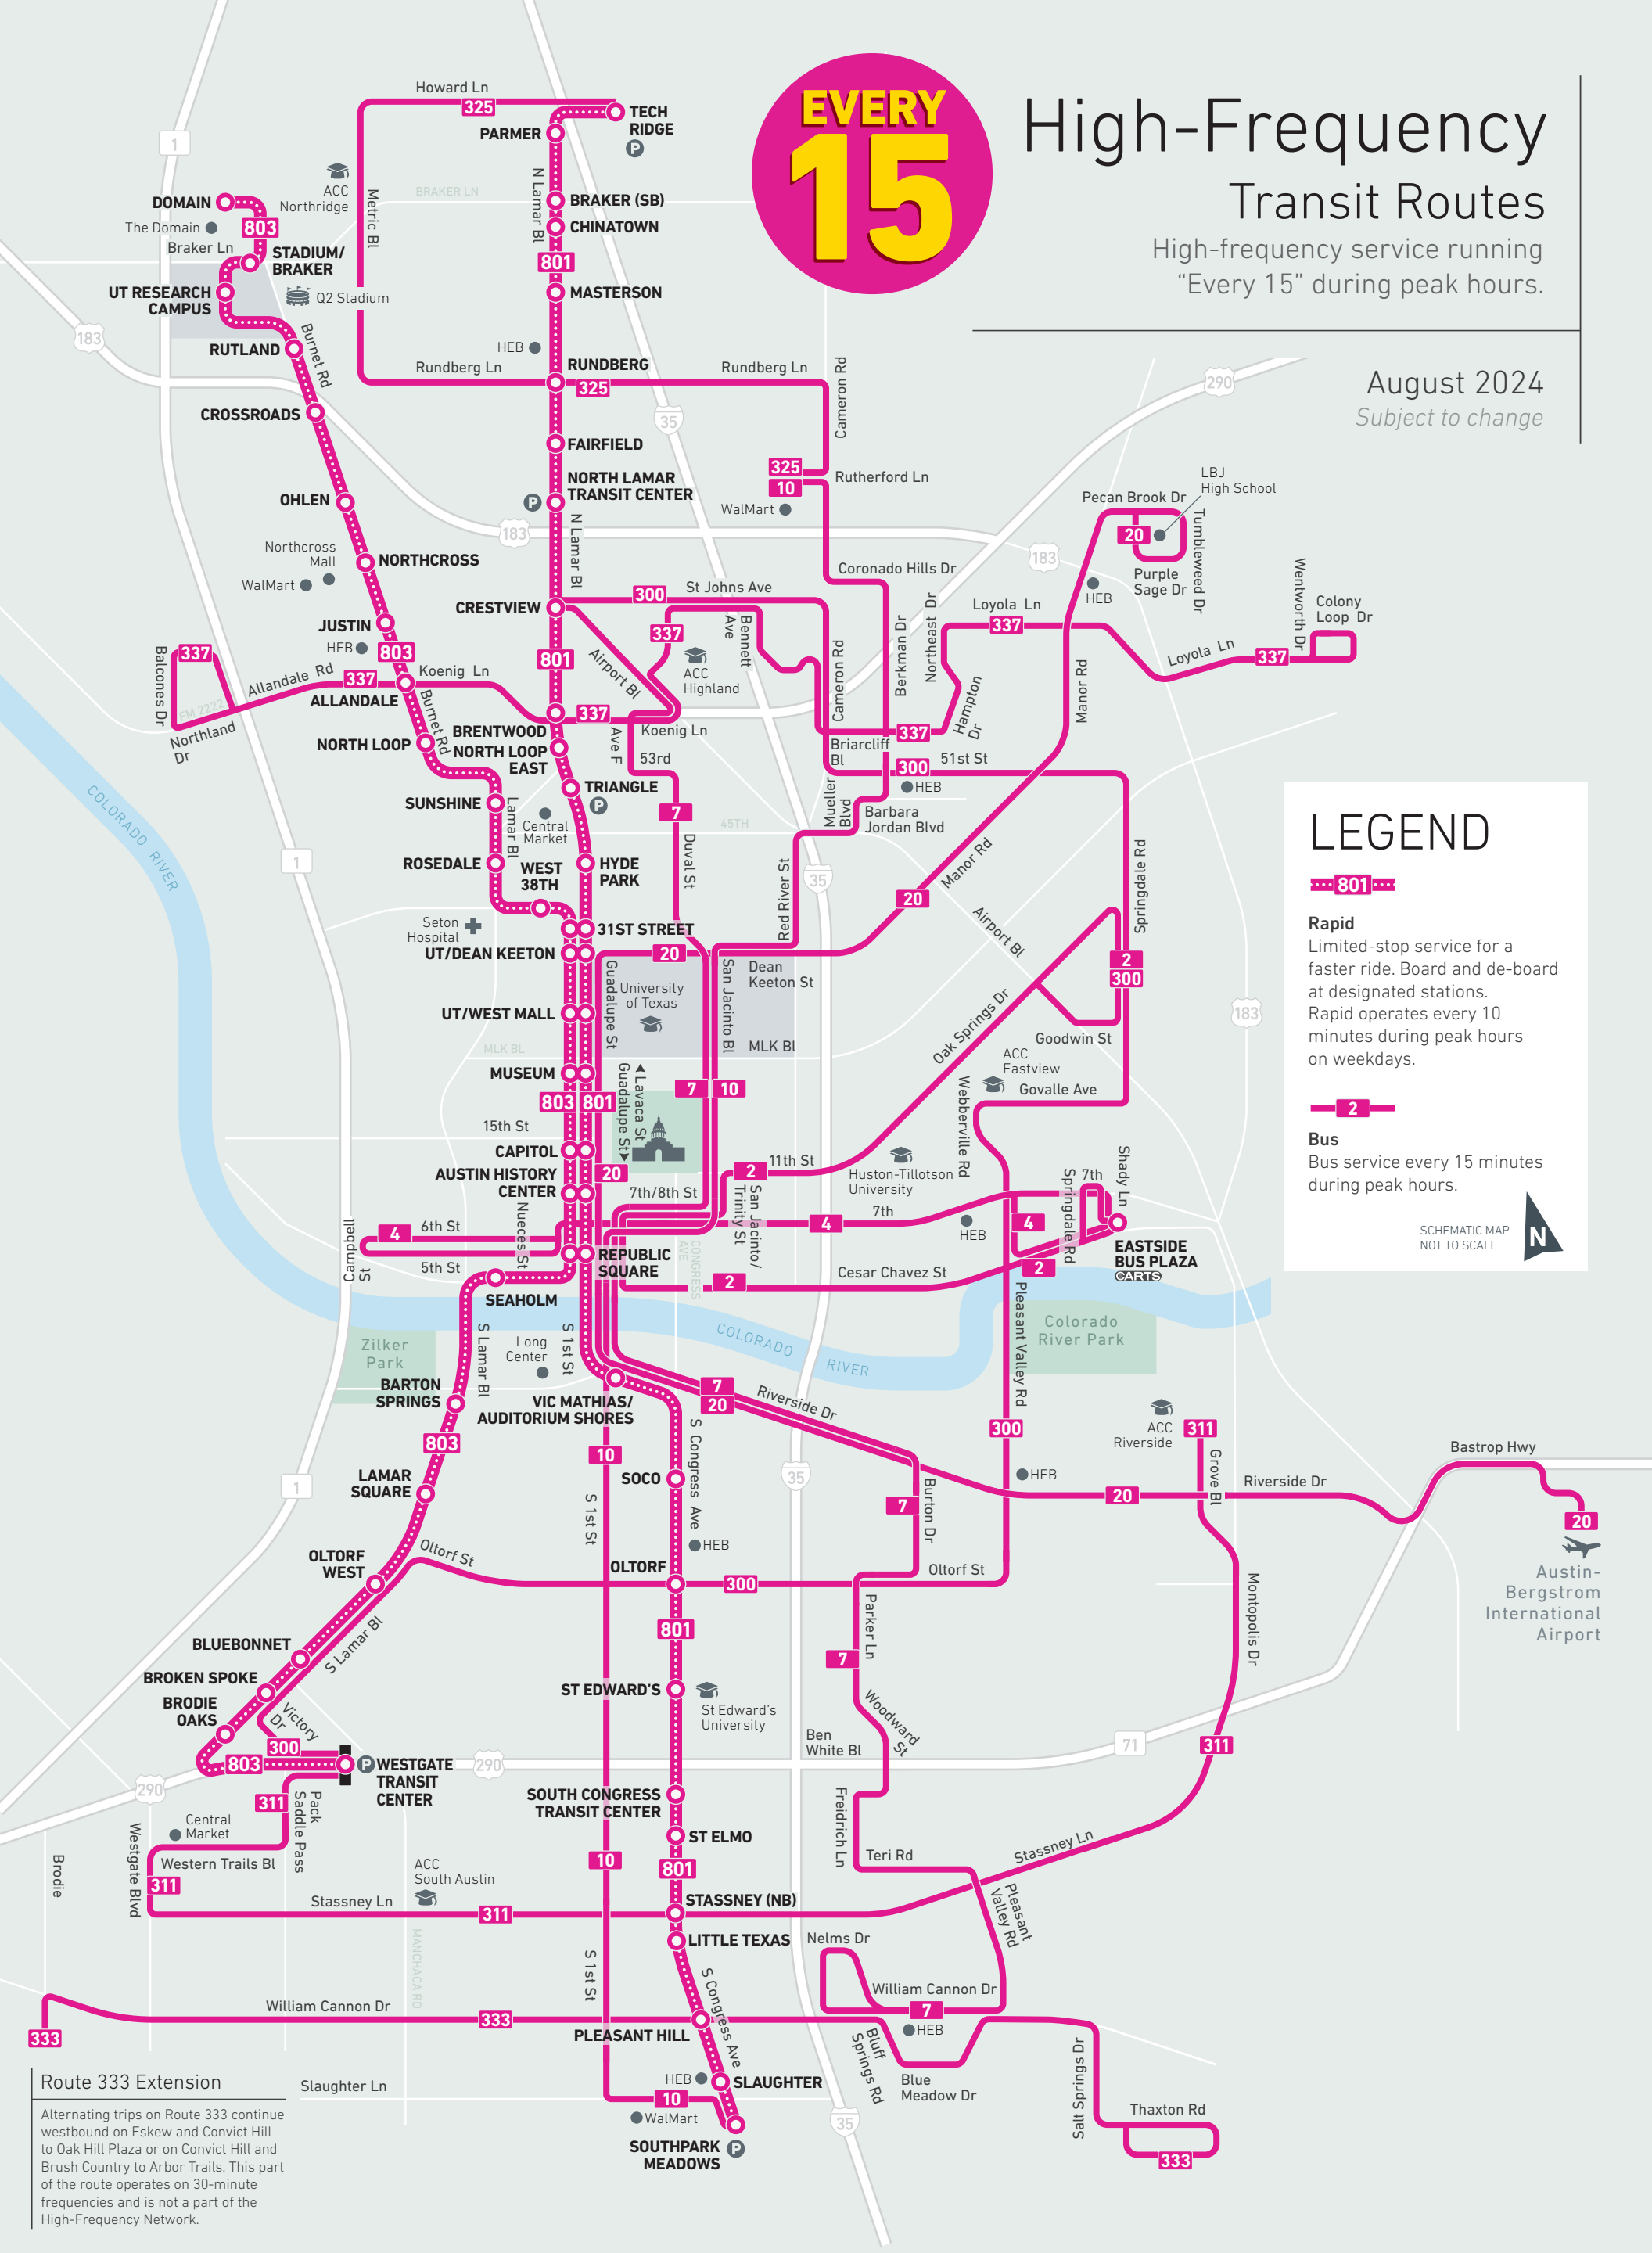 EVERY
15
High-Frequency
Transit Routes
High-frequency service running
“Every 15” during peak hours.
August 2024
Subject to change
Howard Ln
325
TECH
RIDGE
P
PARMER
1
ACC
Northridge
Metric Bl
BRAKER LN
N Lamar Bl
BRAKER (SB)
CHINATOWN
DOMAIN
The Domain
803
Braker Ln
STADIUM/
BRAKER
801
UT RESEARCH
CAMPUS
Q2 Stadium
MASTERSON
183
RUTLAND
Burnet Rd
HEB
RUNDBERG
Rundberg Ln
325
Rundberg Ln
Cameron Rd
290
CROSSROADS
35
FAIRFIELD
NORTH LAMAR
TRANSIT CENTER
P
325
10
Rutherford Ln
WalMart
LBJ
High School
Pecan Brook Dr
20
Tumbleweed Dr
Purple
Sage Dr
OHLEN
183
N Lamar Bl
183
HEB
Northcross
Mall
WalMart
NORTHCROSS
Coronado Hills Dr
Wentworth Dr
Colony
Loop Dr
CRESTVIEW
300
St Johns Ave
Northeast Dr
Loyola Ln
337
Loyola Ln
337
JUSTIN
HEB
803
337
Balcones Dr
Allandale Rd
337
Koenig Ln
ALLANDALE
FM 2222
Northland
Dr
801
Airport Bl
337
ACC
Highland
Bennett
Ave
Cameron Rd
Berkman Dr
Hampton
Dr
Manor Rd
337
BRENTWOOD
Koenig Ln
Ave F
53rd
Briarcliff
Bl
337
300
51st St
HEB
NORTH LOOP
Burnet Rd
NORTH LOOP
EAST
TRIANGLE
P
SUNSHINE
Lamar Bl
Central
Market
7
45TH
Duval St
Mueller
Blvd
Barbara
Jordan Blvd
ROSEDALE
WEST
38TH
HYDE
PARK
Red River St
35
20
Manor Rd
Springdale Rd
COLORADO RIVER
1
Seton
Hospital
31ST STREET
UT/DEAN KEETON
20
Dean
Keeton St
Airport Bl
2
300
Guadalupe St
University
of Texas
San Jacinto Bl
UT/WEST MALL
MLK BL
MLK Bl
Oak Springs Dr
Goodwin St
183
ACC
Eastview
Govalle Ave
Webberville Rd
MUSEUM
803
801
Lavaca St
Guadalupe St
7
10
15th St
CAPITOL
20
2
11th St
Huston-Tillotson
University
AUSTIN HISTORY
CENTER
7th/8th St
San Jacinto/
Trinity St
4
7th
HEB
4
Springdale Rd
7th
Shady Ln
EASTSIDE
BUS PLAZA
CARTS
4
6th St
Nueces St
Campbell
St
5th St
REPUBLIC
SQUARE
CONGRESS
AVE
2
Cesar Chavez St
2
SEAHOLM
LEGEND
801
Rapid
Limited-stop service for a
faster ride. Board and de-board
at designated stations.
Rapid operates every 10
minutes during peak hours
on weekdays.
2
Bus
Bus service every 15 minutes
during peak hours.
SCHEMATIC MAP
NOT TO SCALE
N
Zilker
Park
S Lamar Bl
Long
Center
S 1st St
COLORADO
RIVER
Pleasant Valley Rd
Colorado
River Park
BARTON
SPRINGS
VIC MATHIAS/
AUDITORIUM SHORES
7
20
Riverside Dr
803
10
S Congress Ave
300
ACC
Riverside
311
Grove Bl
Bastrop Hwy
LAMAR
SQUARE
1
SOCO
35
7
Burton Dr
HEB
20
Riverside Dr
20
Austin-
Bergstrom
International
Airport
S 1st St
HEB
OLTORF
WEST
Oltorf St
OLTORF
300
Oltorf St
801
Parker Ln
7
Montopolis Dr
BLUEBONNET
S Lamar Bl
BROKEN SPOKE
BRODIE
OAKS
Victory
Dr
ST EDWARD’S
St Edward’s
University
Woodward
St
Ben
White Bl
71
311
300
803
P
WESTGATE
TRANSIT
CENTER
290
290
311
Pack
Saddle Pass
Central
Market
Western Trails Bl
SOUTH CONGRESS
TRANSIT CENTER
Freidrich Ln
ST ELMO
Teri Rd
Stassney Ln
Brodie
Westgate Blvd
311
ACC
South Austin
10
801
Stassney Ln
311
STASSNEY (NB)
Pleasant
Valley Rd
MANCHACA RD
LITTLE TEXAS
Nelms Dr
S 1st St
S Congress Ave
William Cannon Dr
7
HEB
William Cannon Dr
333
333
PLEASANT HILL
Bluff
Springs Rd
Blue
Meadow Dr
Salt Springs Dr
Slaughter Ln
HEB
SLAUGHTER
10
WalMart
SOUTHPARK
MEADOWS
P
35
Thaxton Rd
333
Route 333 Extension
Alternating trips on Route 333 continue
westbound on Eskew and Convict Hill
to Oak Hill Plaza or on Convict Hill and
Brush Country to Arbor Trails. This part
of the route operates on 30-minute
frequencies and is not a part of the
High-Frequency Network.